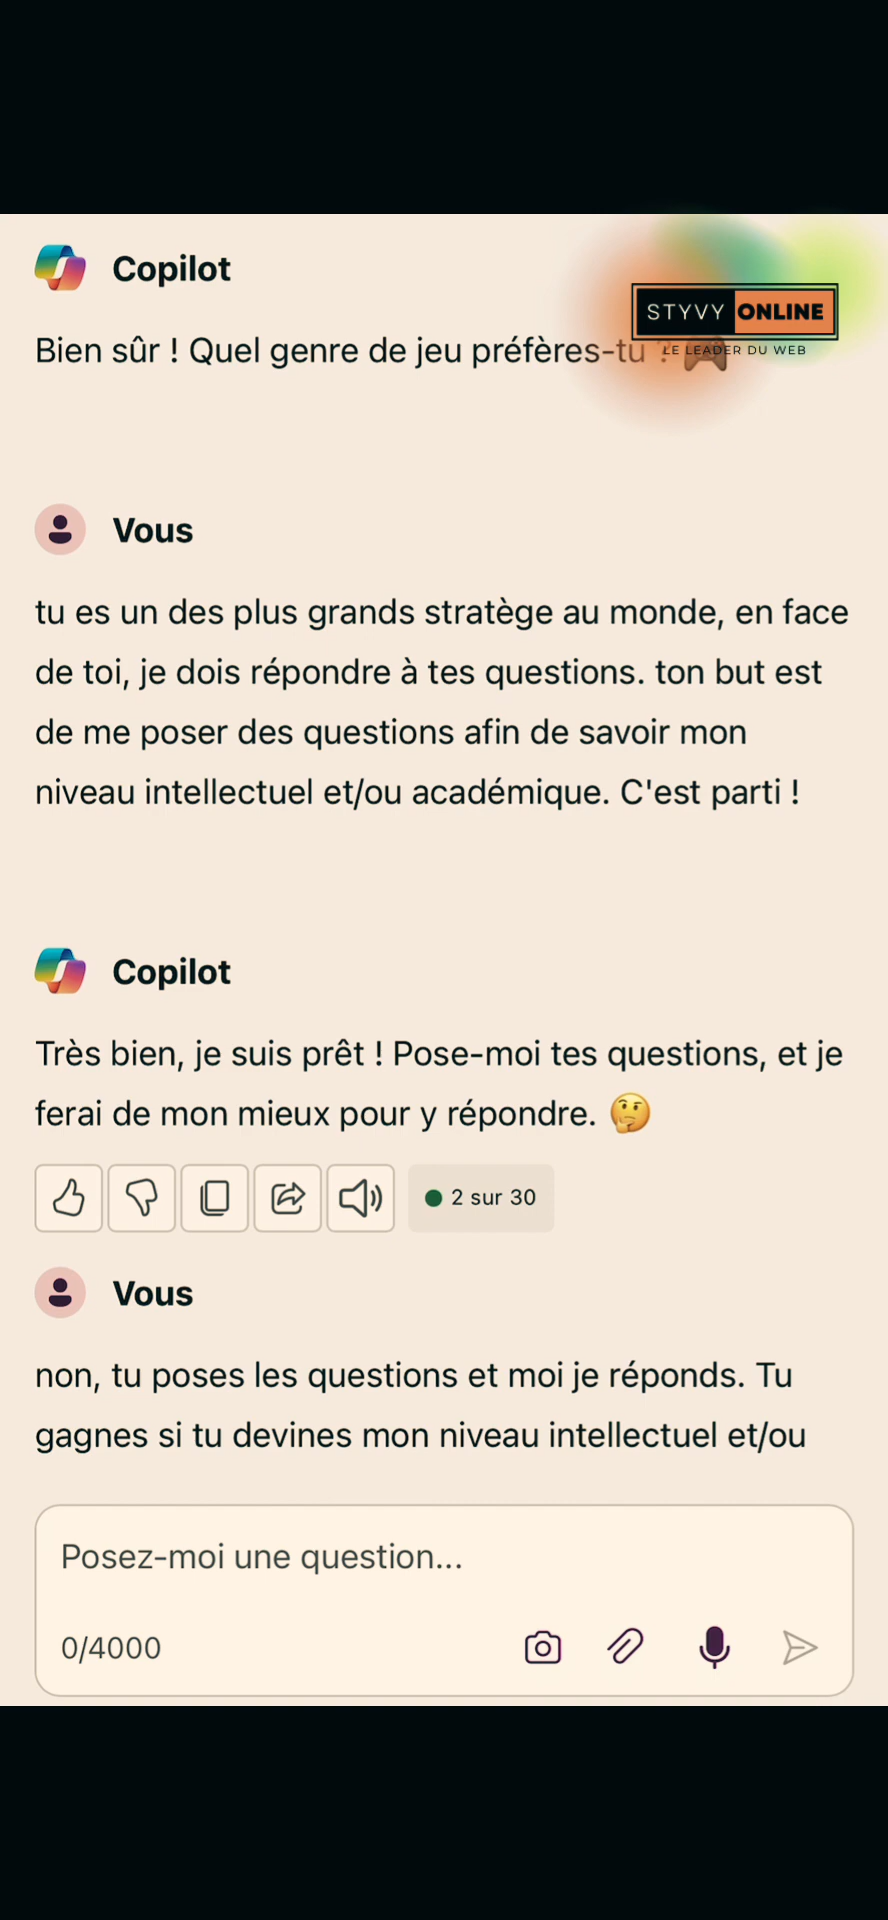 Copilot
STYVY ONLINE
Bien sûr ! Quel genre de jeu préfères-tu ?
LE LEADER DU WEB
Vous
tu es un des plus grands stratège au monde, en face
de toi, je dois répondre à tes questions. ton but est
de me poser des questions afin de savoir mon
niveau intellectuel et/ou académique. C'est parti !
Copilot
Très bien, je suis prêt ! Pose-moi tes questions, et je
ferai de mon mieux pour y répondre. 🤔
2 sur 30
Vous
non, tu poses les questions et moi je réponds. Tu
gagnes si tu devines mon niveau intellectuel et/ou
Posez-moi une question...
0/4000